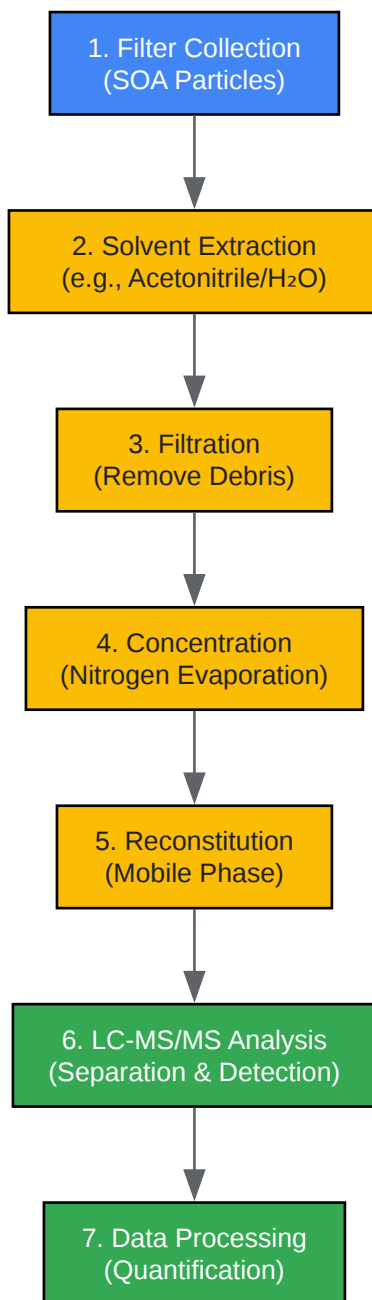 1. Filter Collection
(SOA Particles)
2. Solvent Extraction
(e.g., Acetonitrile/H₂O)
3. Filtration
(Remove Debris)
4. Concentration
(Nitrogen Evaporation)
5. Reconstitution
(Mobile Phase)
6. LC-MS/MS Analysis
(Separation & Detection)
7. Data Processing
(Quantification)